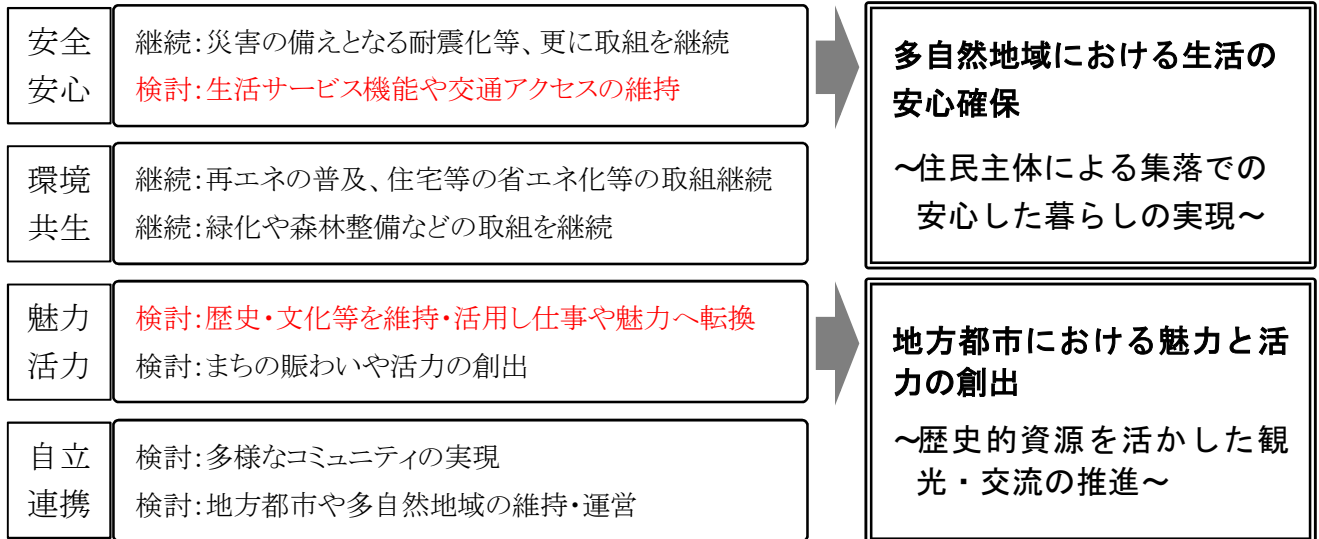 安全
安心
継続：災害の備えとなる耐震化等、更に取組を継続
検討：生活サービス機能や交通アクセスの維持
環境
共生
継続：再エネの普及、住宅等の省エネ化等の取組継続
継続：緑化や森林整備などの取組を継続
魅力
活力
検討：歴史・文化等を維持・活用し仕事や魅力へ転換
検討：まちの賑わいや活力の創出
自立
連携
検討：多様なコミュニティの実現
検討：地方都市や多自然地域の維持・運営
多自然地域における生活の
安心確保
～住民主体による集落での
安心した暮らしの実現～
地方都市における魅力と活
力の創出
～歴史的資源を活かした観
光・交流の推進～